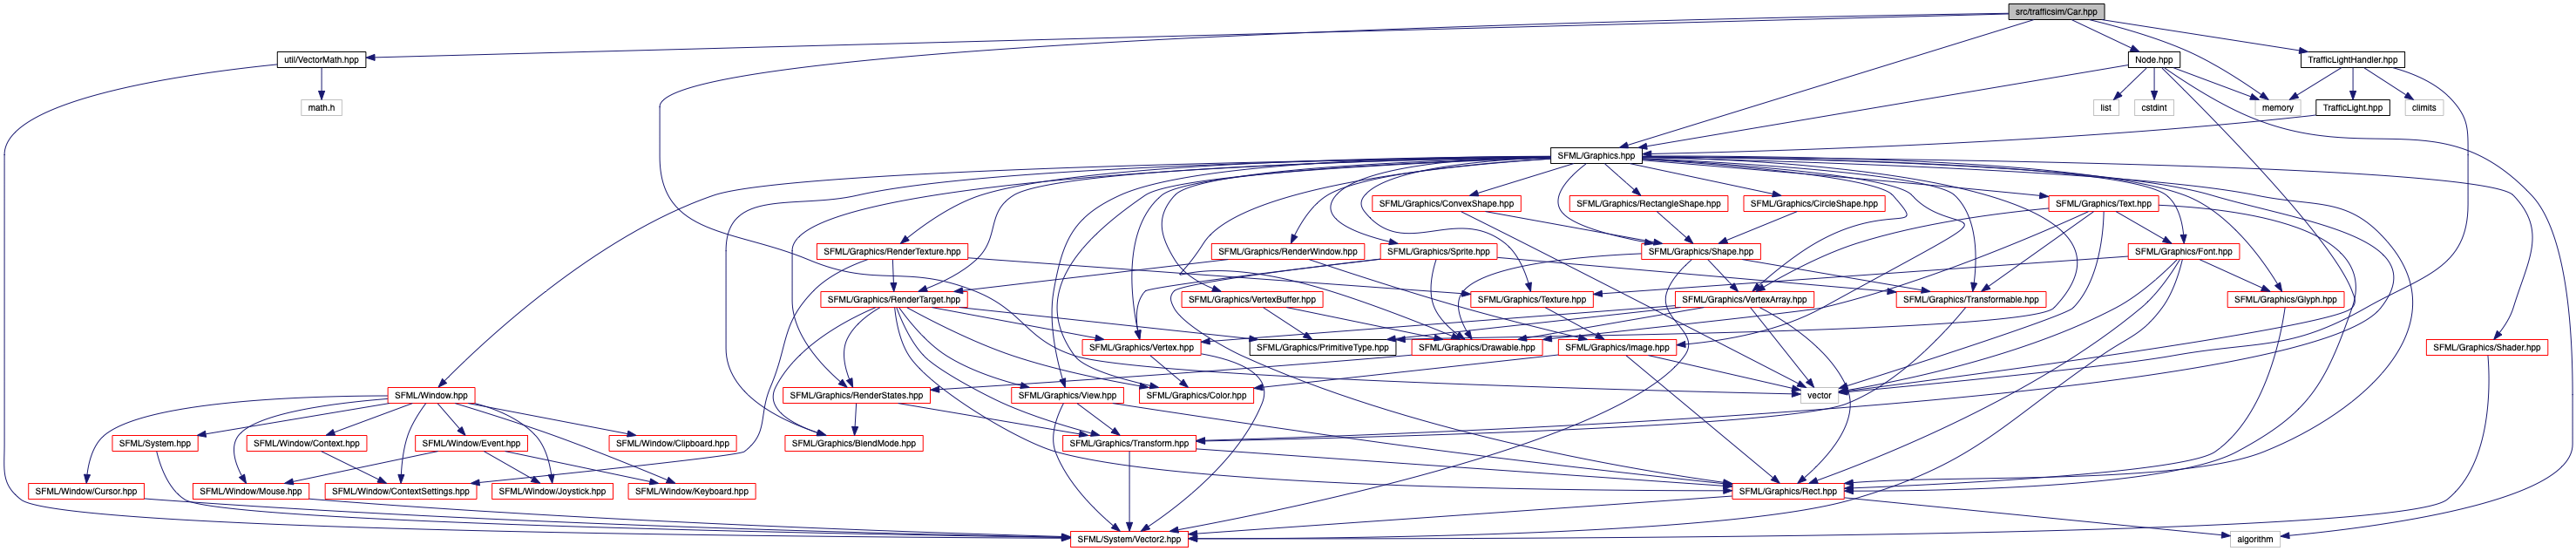 src/trafficsim/Car.hpp
util/VectorMath.hpp
Node.hpp
TrafficLightHandler.hpp
math.h
list
cstdint
memory
TrafficLight.hpp
climits
SFML/Graphics.hpp
SFML/Graphics/ConvexShape.hpp
SFML/Graphics/RectangleShape.hpp
SFML/Graphics/CircleShape.hpp
SFML/Graphics/Text.hpp
SFML/Graphics/RenderTexture.hpp
SFML/Graphics/RenderWindow.hpp
SFML/Graphics/Sprite.hpp
SFML/Graphics/Shape.hpp
SFML/Graphics/Font.hpp
SFML/Graphics/RenderTarget.hpp
SFML/Graphics/VertexBuffer.hpp
SFML/Graphics/Texture.hpp
SFML/Graphics/VertexArray.hpp
SFML/Graphics/Transformable.hpp
SFML/Graphics/Glyph.hpp
SFML/Graphics/Vertex.hpp
SFML/Graphics/PrimitiveType.hpp
SFML/Graphics/Drawable.hpp
SFML/Graphics/Image.hpp
SFML/Graphics/Shader.hpp
SFML/Window.hpp
SFML/Graphics/RenderStates.hpp
SFML/Graphics/View.hpp
SFML/Graphics/Color.hpp
vector
SFML/System.hpp
SFML/Window/Context.hpp
SFML/Window/Event.hpp
SFML/Window/Clipboard.hpp
SFML/Graphics/BlendMode.hpp
SFML/Graphics/Transform.hpp
SFML/Window/Cursor.hpp
SFML/Window/Mouse.hpp
SFML/Window/ContextSettings.hpp
SFML/Window/Joystick.hpp
SFML/Window/Keyboard.hpp
SFML/Graphics/Rect.hpp
SFML/System/Vector2.hpp
algorithm